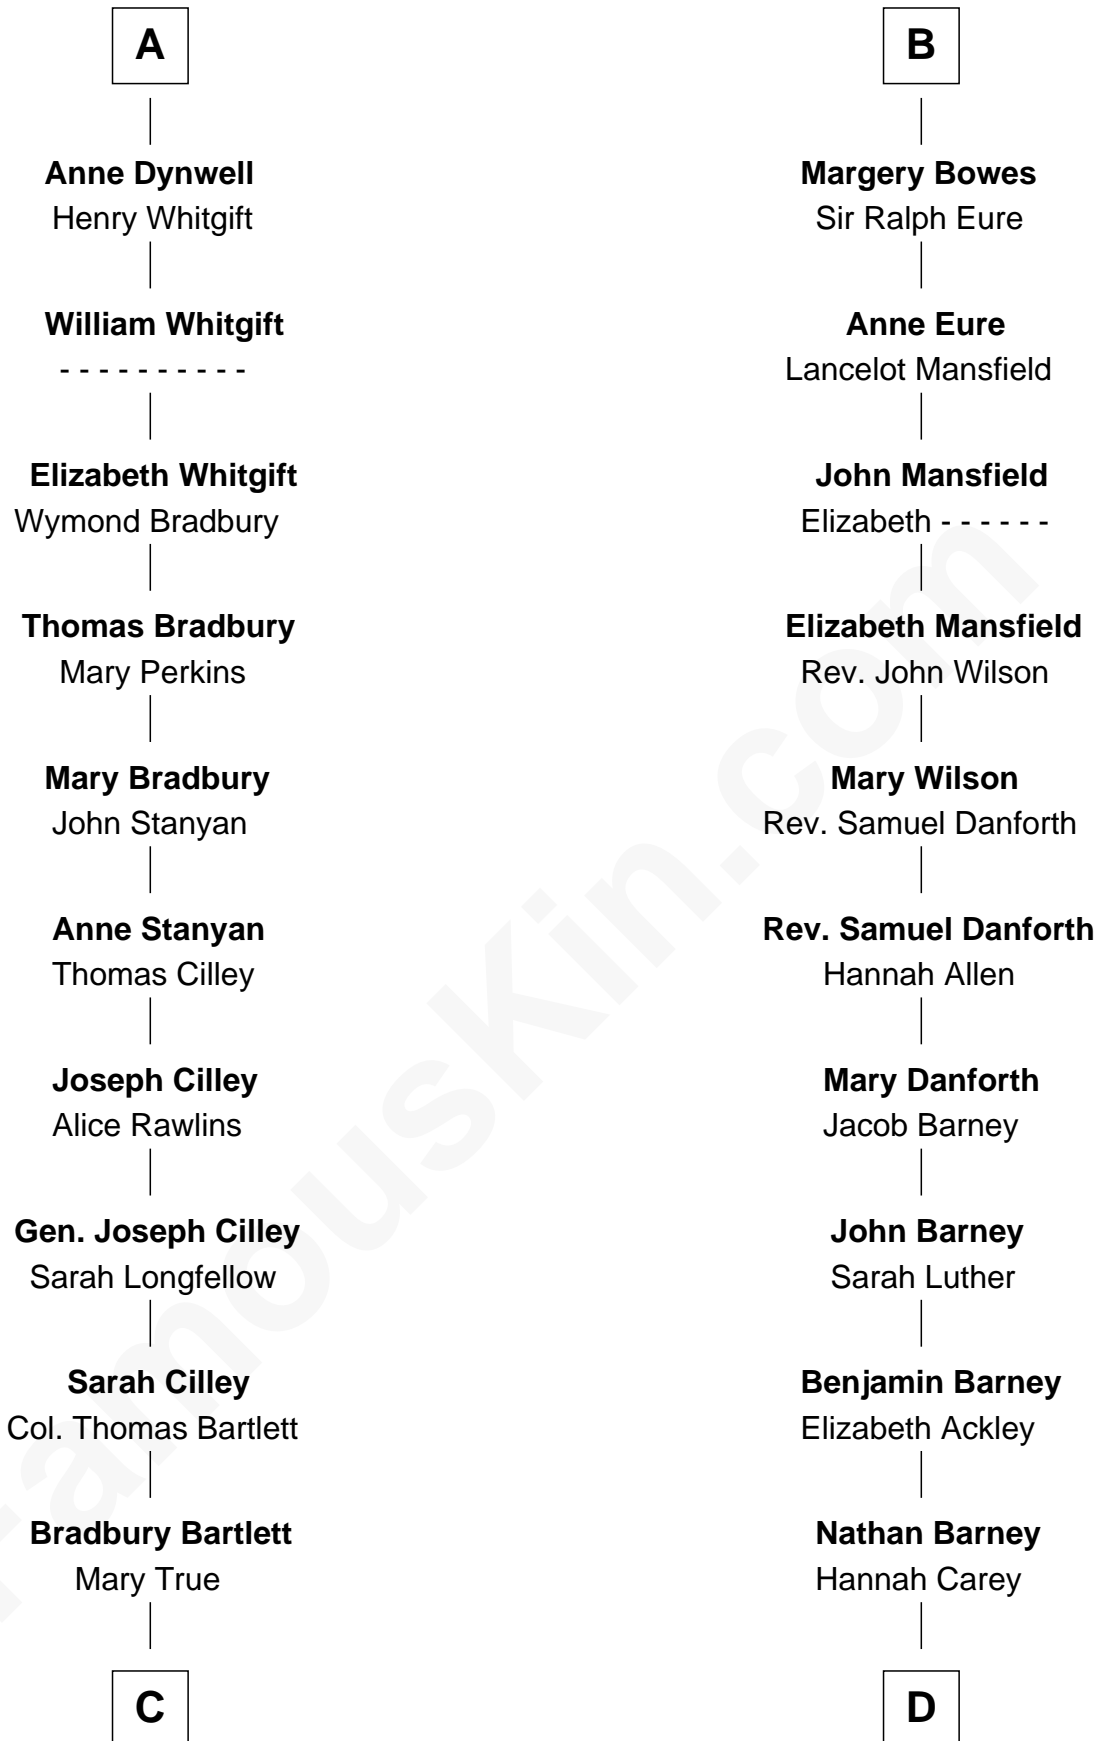 A
Anne Dynwell
Henry Whitgift
William Whitgift
- - - - - - - - - -
Elizabeth Whitgift
Wymond Bradbury
Thomas Bradbury
Mary Perkins
Mary Bradbury
John Stanyan
Anne Stanyan
Thomas Cilley
Joseph Cilley
Alice Rawlins
Gen. Joseph Cilley
Sarah Longfellow
Sarah Cilley
Col. Thomas Bartlett
Bradbury Bartlett
Mary True
C
B
Margery Bowes
Sir Ralph Eure
Anne Eure
Lancelot Mansfield
John Mansfield
Elizabeth - - - - - -
Elizabeth Mansfield
Rev. John Wilson
Mary Wilson
Rev. Samuel Danforth
Rev. Samuel Danforth
Hannah Allen
Mary Danforth
Jacob Barney
John Barney
Sarah Luther
Benjamin Barney
Elizabeth Ackley
Nathan Barney
Hannah Carey
D
FamousKin.com